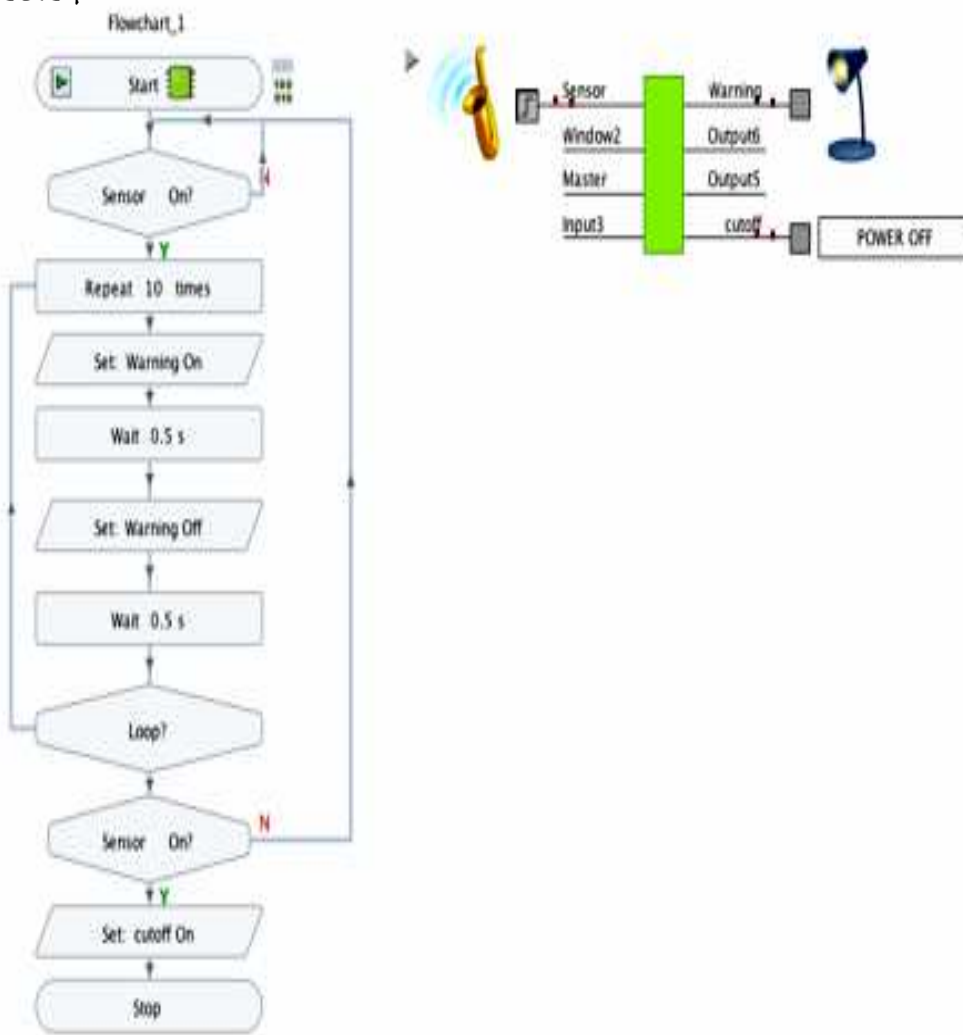 Flowchart_1
Start
Sensor On?
N
Y
Repeat 10 times
Set: Warning On
Wait 0.5 s
Set: Warning Off
Wait 0.5 s
Loop?
Sensor On?
N
Y
Set: cutoff On
Stop
Sensor
Window2
Master
Input3
Warning
Output6
Output5
cutoff
POWER OFF